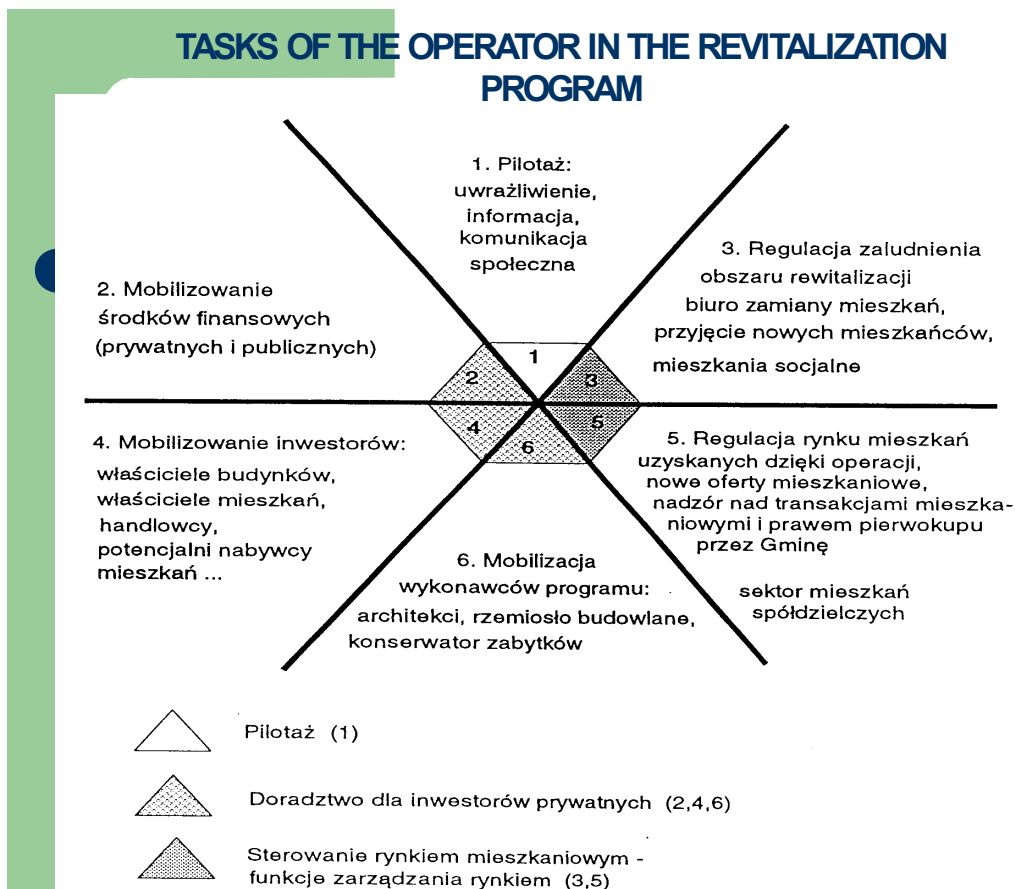 TASKS OF THE OPERATOR IN THE REVITALIZATION
PROGRAM
1. Pilotaż:
uwrażliwienie,
informacja,
komunikacja
społeczna
2. Mobilizowanie
środków finansowych
(prywatnych i publicznych)
3. Regulacja zaludnienia
obszaru rewitalizacji
biuro zamiany mieszkań,
przyjęcie nowych mieszkańców,
mieszkania socjalne
1
2
3
4
5
6
4. Mobilizowanie inwestorów:
właściciele budynków,
właściciele mieszkań,
handlowcy,
potencjalni nabywcy
mieszkań ...
5. Regulacja rynku mieszkań
uzyskanych dzięki operacji,
nowe oferty mieszkaniowe,
nadzór nad transakcjami mieszka-
niowymi i prawem pierwokupu
przez Gminę
sektor mieszkań
spółdzielczych
6. Mobilizacja
wykonawców programu:
architekci, rzemiosło budowlane,
konserwator zabytków
Pilotaż (1)
Doradztwo dla inwestorów prywatnych (2,4,6)
Sterowanie rynkiem mieszkaniowym -
funkcje zarządzania rynkiem (3,5)